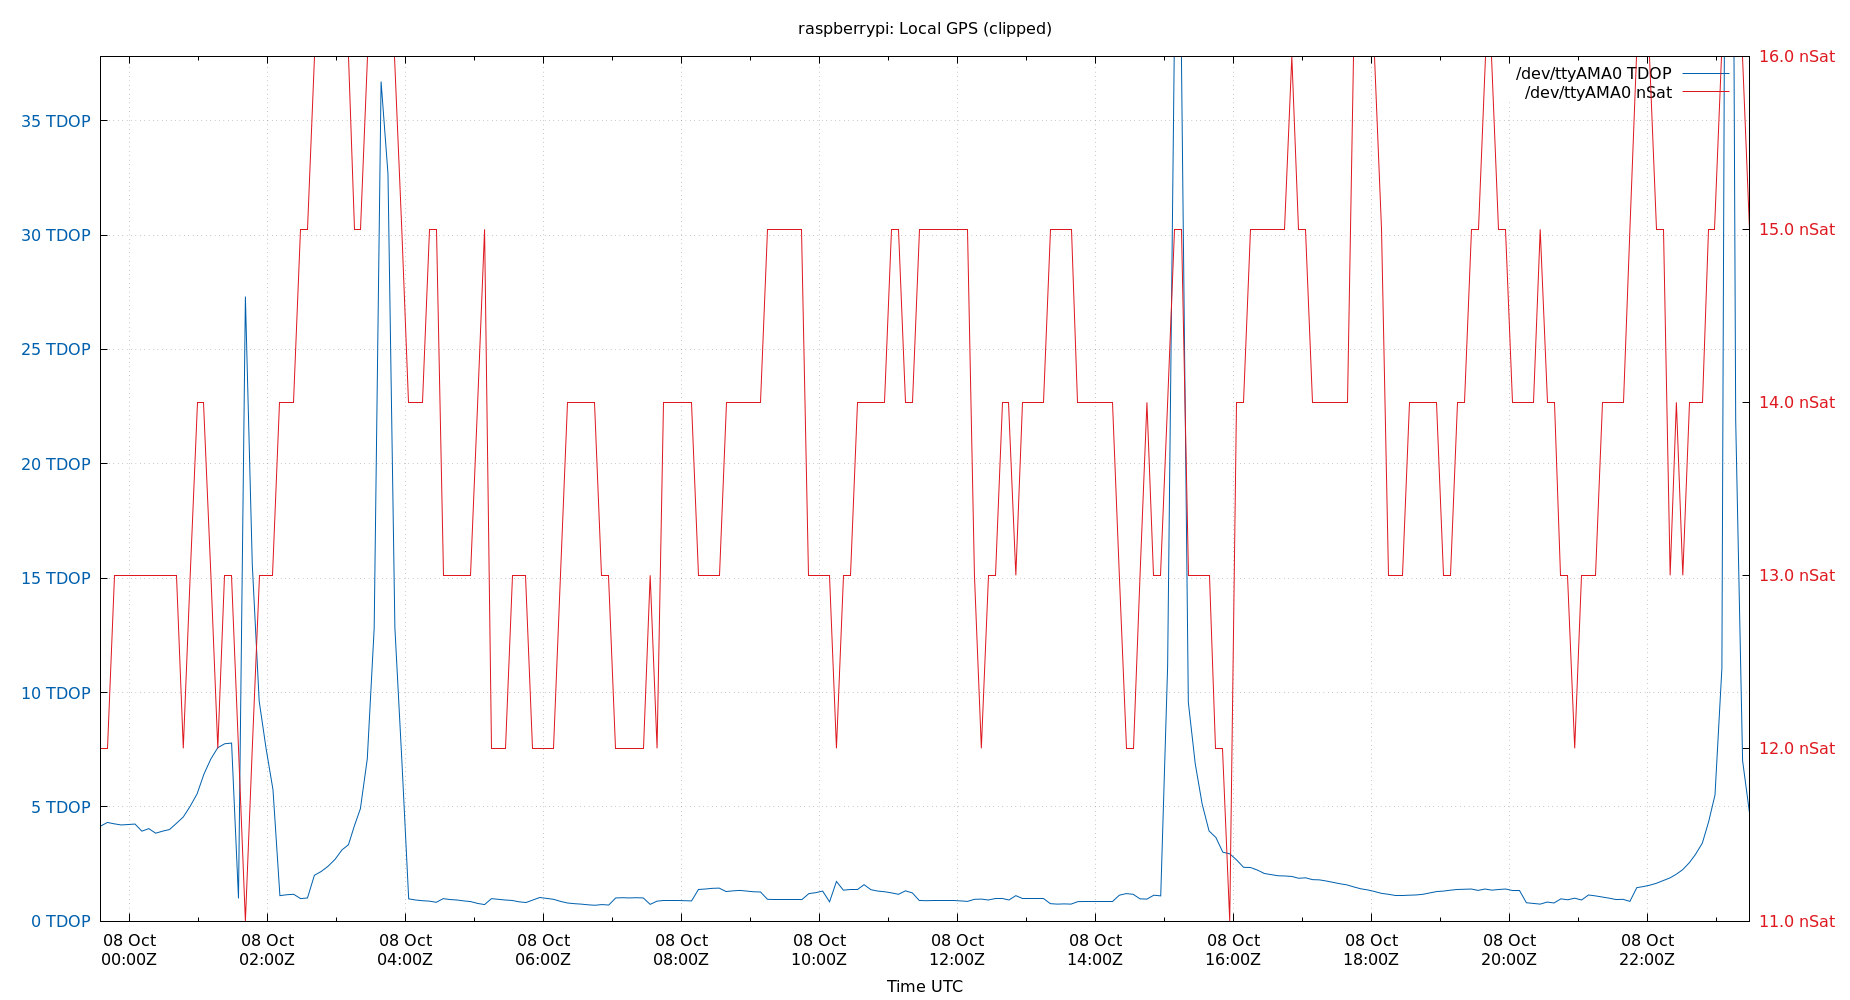 raspberrypi: Local GPS (clipped)
/dev/ttyAMA0 TDOP
/dev/ttyAMA0 nSat
35 TDOP
30 TDOP
25 TDOP
20 TDOP
15 TDOP
10 TDOP
5 TDOP
0 TDOP
16.0 nSat
15.0 nSat
14.0 nSat
13.0 nSat
12.0 nSat
11.0 nSat
08 Oct 08 Oct 08 Oct 08 Oct 08 Oct 08 Oct 08 Oct 08 Oct 08 Oct 08 Oct 08 Oct 08 Oct
00:00Z 02:00Z 04:00Z 06:00Z 08:00Z 10:00Z 12:00Z 14:00Z 16:00Z 18:00Z 20:00Z 22:00Z
Time UTC